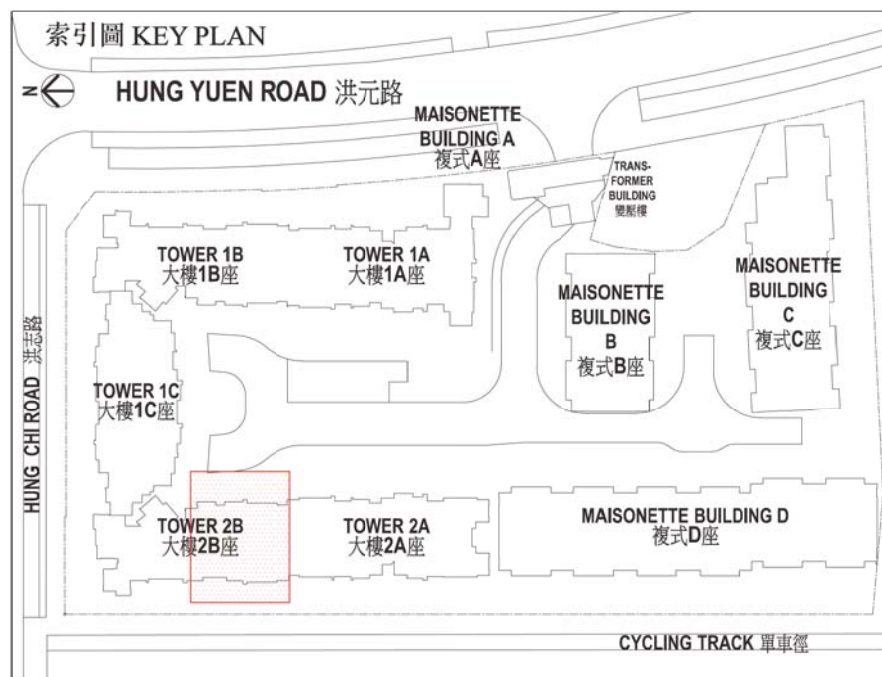 索引圖 KEY PLAN
N
HUNG YUEN ROAD 洪元路
MAISONETTE
BUILDING A
複式A座
TRANS-
FORMER
BUILDING
變壓樓
TOWER 1B
大樓1B座
TOWER 1A
大樓1A座
MAISONETTE
BUILDING
B
複式B座
MAISONETTE
BUILDING
C
複式C座
HUNG CHI ROAD 洪志路
TOWER 1C
大樓1C座
TOWER 2B
大樓2B座
TOWER 2A
大樓2A座
MAISONETTE BUILDING D
複式D座
CYCLING TRACK 單車徑